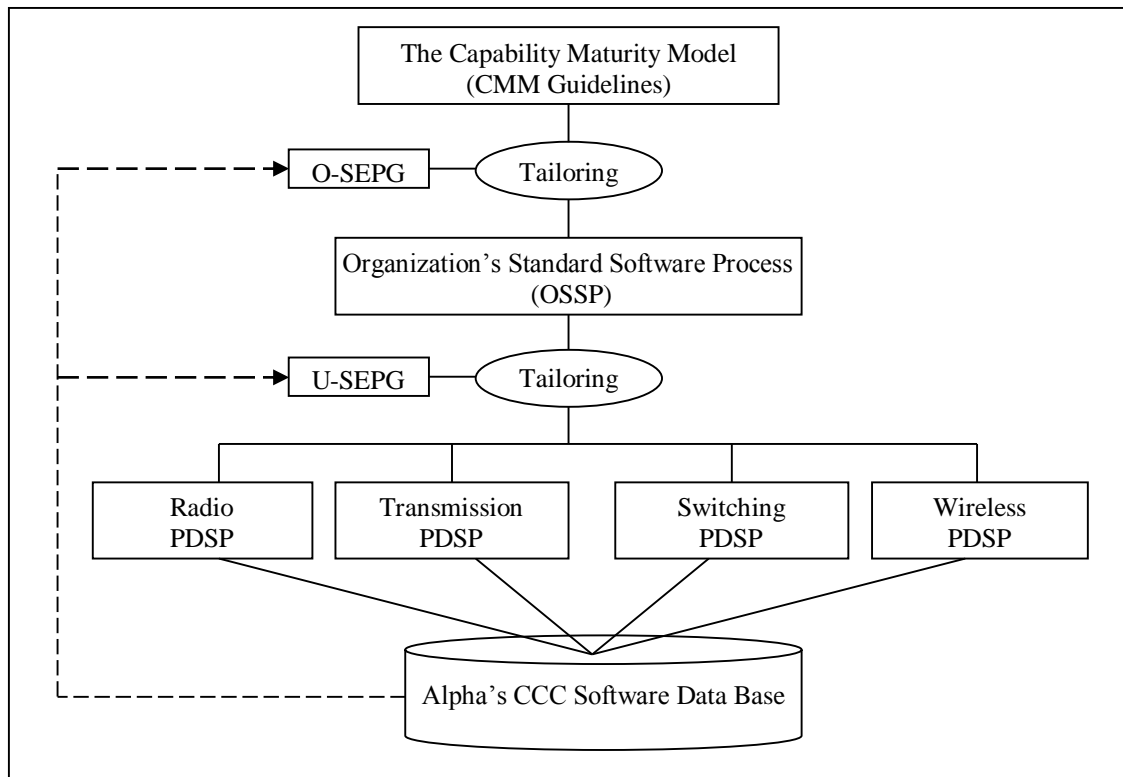 The Capability Maturity Model
(CMM Guidelines)
O-SEPG
Tailoring
Organization’s Standard Software Process
(OSSP)
U-SEPG
Tailoring
Radio
PDSP
Transmission
PDSP
Switching
PDSP
Wireless
PDSP
Alpha’s CCC Software Data Base